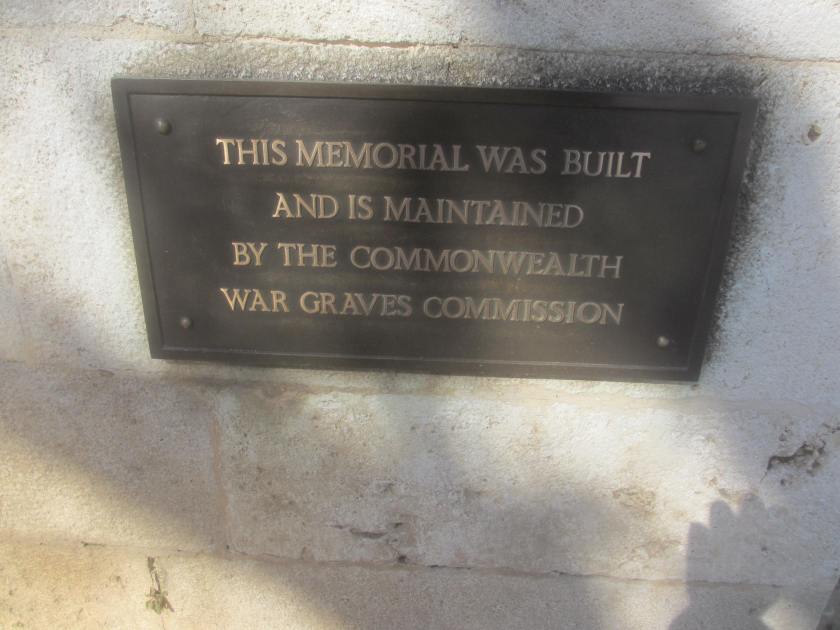 THIS MEMORIAL WAS BUILT
AND IS MAINTAINED
BY THE COMMONWEALTH
WAR GRAVES COMMISSION